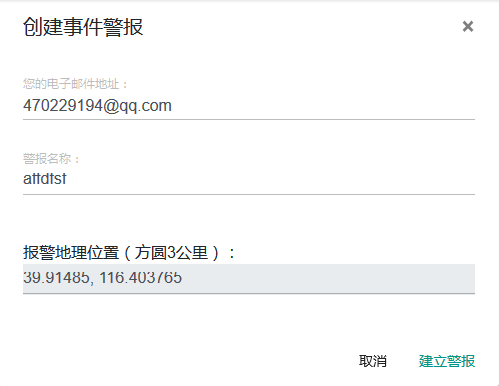 创建事件警报
×
您的电子邮件地址：
470229194@qq.com
警报名称：
affdfsf
报警地理位置（方圆3公里）：
39.91485, 116.403765
取消
建立警报